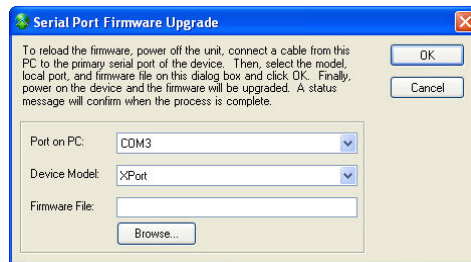 Serial Port Firmware Upgrade
To reload the firmware, power off the unit, connect a cable from this
PC to the primary serial port of the device. Then, select the model,
local port, and firmware file on this dialog box and click OK. Finally,
power on the device and the firmware will be upgraded. A status
message will confirm when the process is complete.
OK
Cancel
Port on PC:
COM3
Device Model:
XPort
Firmware File:
Browse...